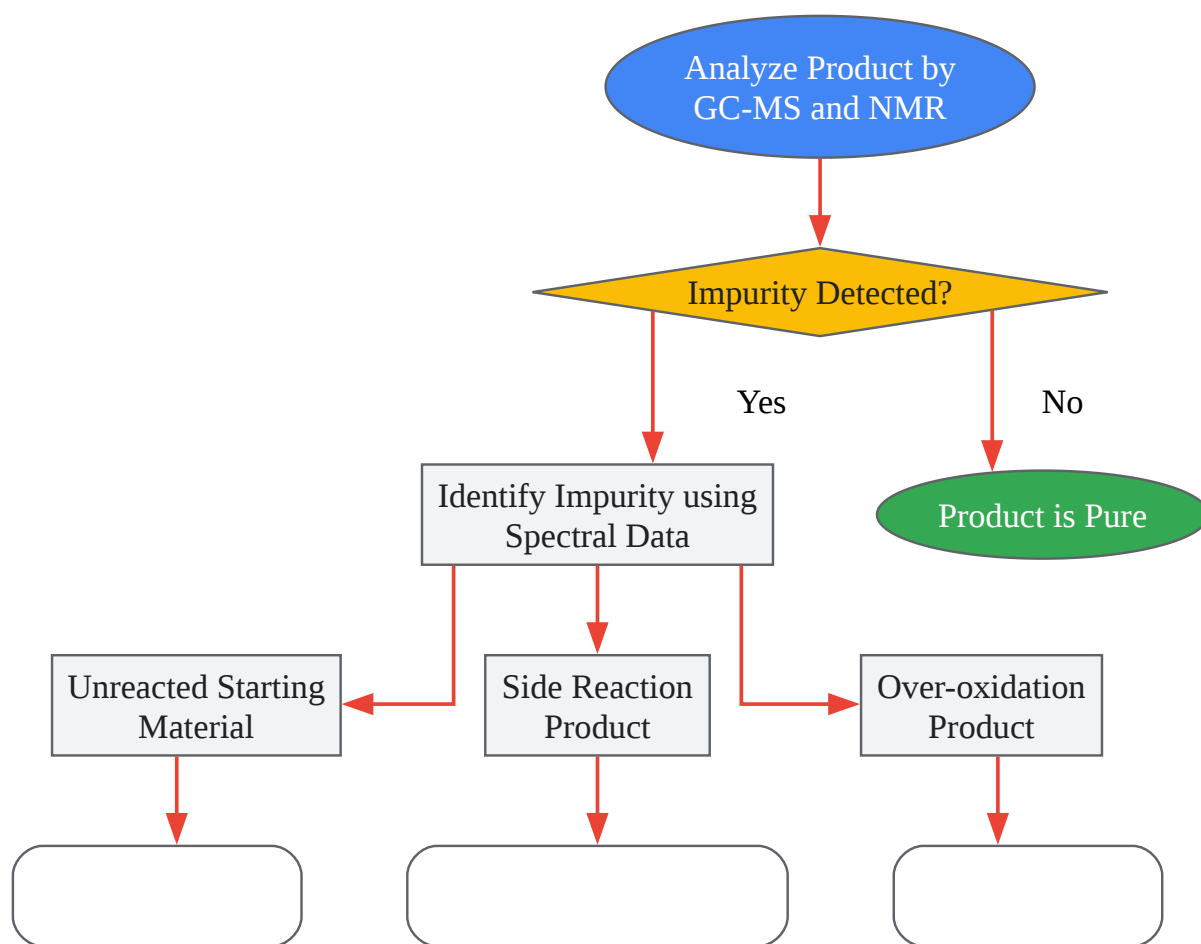 Analyze Product by
GC-MS and NMR
Impurity Detected?
Yes
No
Identify Impurity using
Spectral Data
Product is Pure
Unreacted Starting
Material
Side Reaction
Product
Over-oxidation
Product